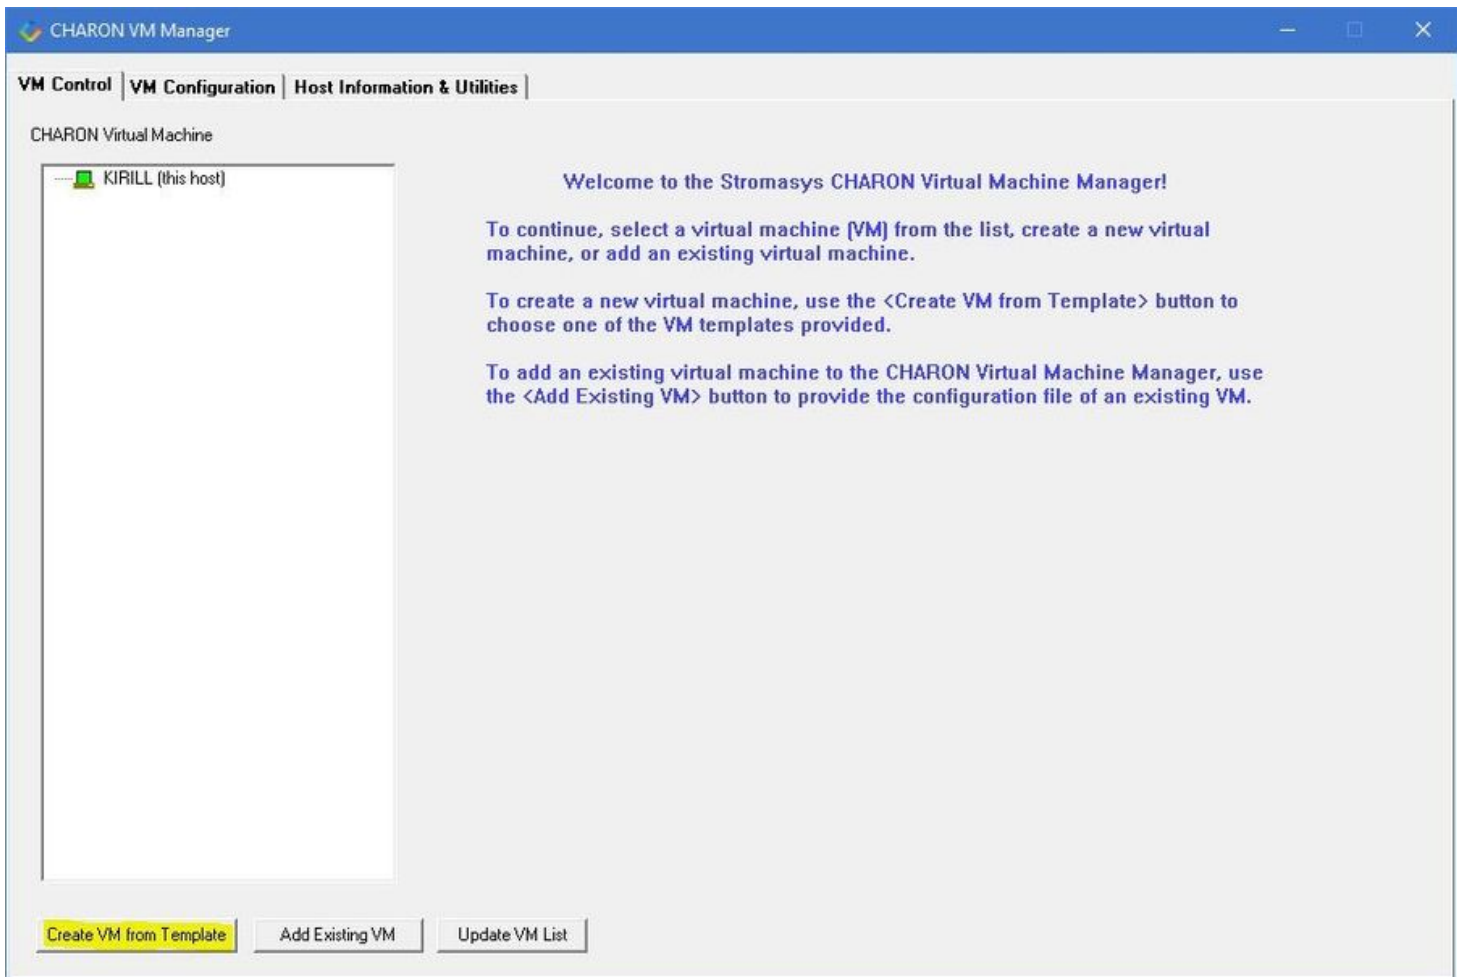 CHARON VM Manager
VM Control VM Configuration Host Information & Utilities
CHARON Virtual Machine
KIRILL (this host)
Welcome to the Stromasys CHARON Virtual Machine Manager!
To continue, select a virtual machine (VM) from the list, create a new virtual
machine, or add an existing virtual machine.
To create a new virtual machine, use the <Create VM from Template> button to
choose one of the VM templates provided.
To add an existing virtual machine to the CHARON Virtual Machine Manager, use
the <Add Existing VM> button to provide the configuration file of an existing VM.
Create VM from Template Add Existing VM Update VM List